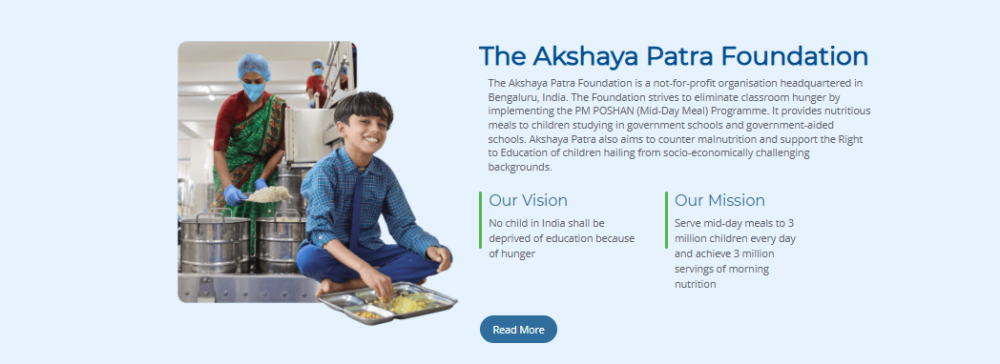 The Akshaya Patra Foundation
The Akshaya Patra Foundation is a not-for-profit organisation headquartered in
Bengaluru, India. The Foundation strives to eliminate classroom hunger by
implementing the PM POSHAN (Mid-Day Meal) Programme. It provides nutritious
meals to children studying in government schools and government-aided
schools. Akshaya Patra also aims to counter malnutrition and support the Right
to Education of children hailing from socio-economically challenging
backgrounds.
Our Vision
No child in India shall be
deprived of education because
of hunger
Our Mission
Serve mid-day meals to 3
million children every day
and achieve 3 million
servings of morning
nutrition
Read More